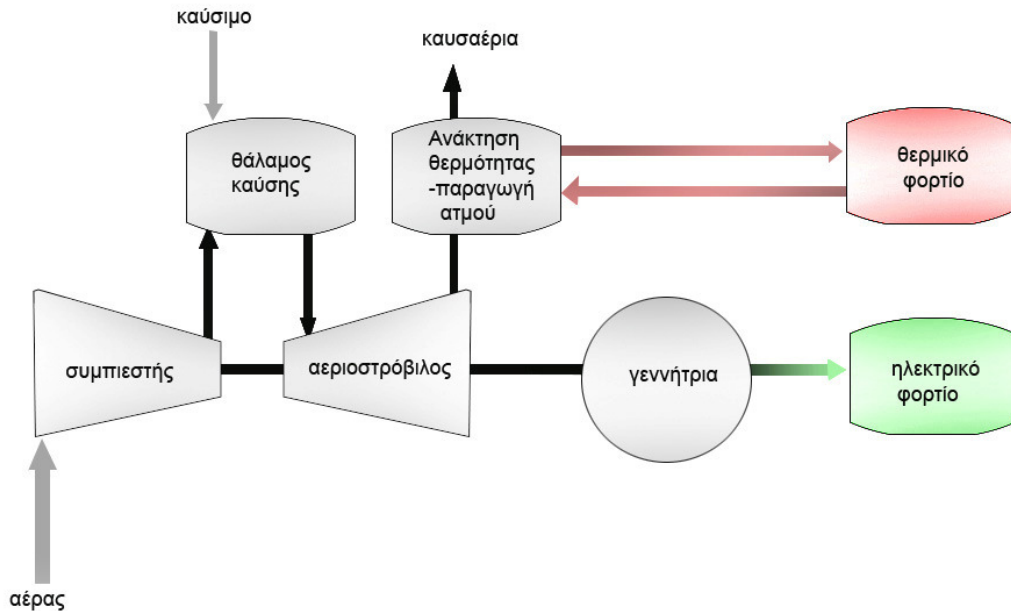 καύσιμο
καυσαέρια
θάλαμος
καύσης
Ανάκτηση
θερμότητας
-παραγωγή
ατμού
θερμικό
φορτίο
συμπιεστής
αεριοστρόβιλος
γεννήτρια
ηλεκτρικό
φορτίο
αέρας